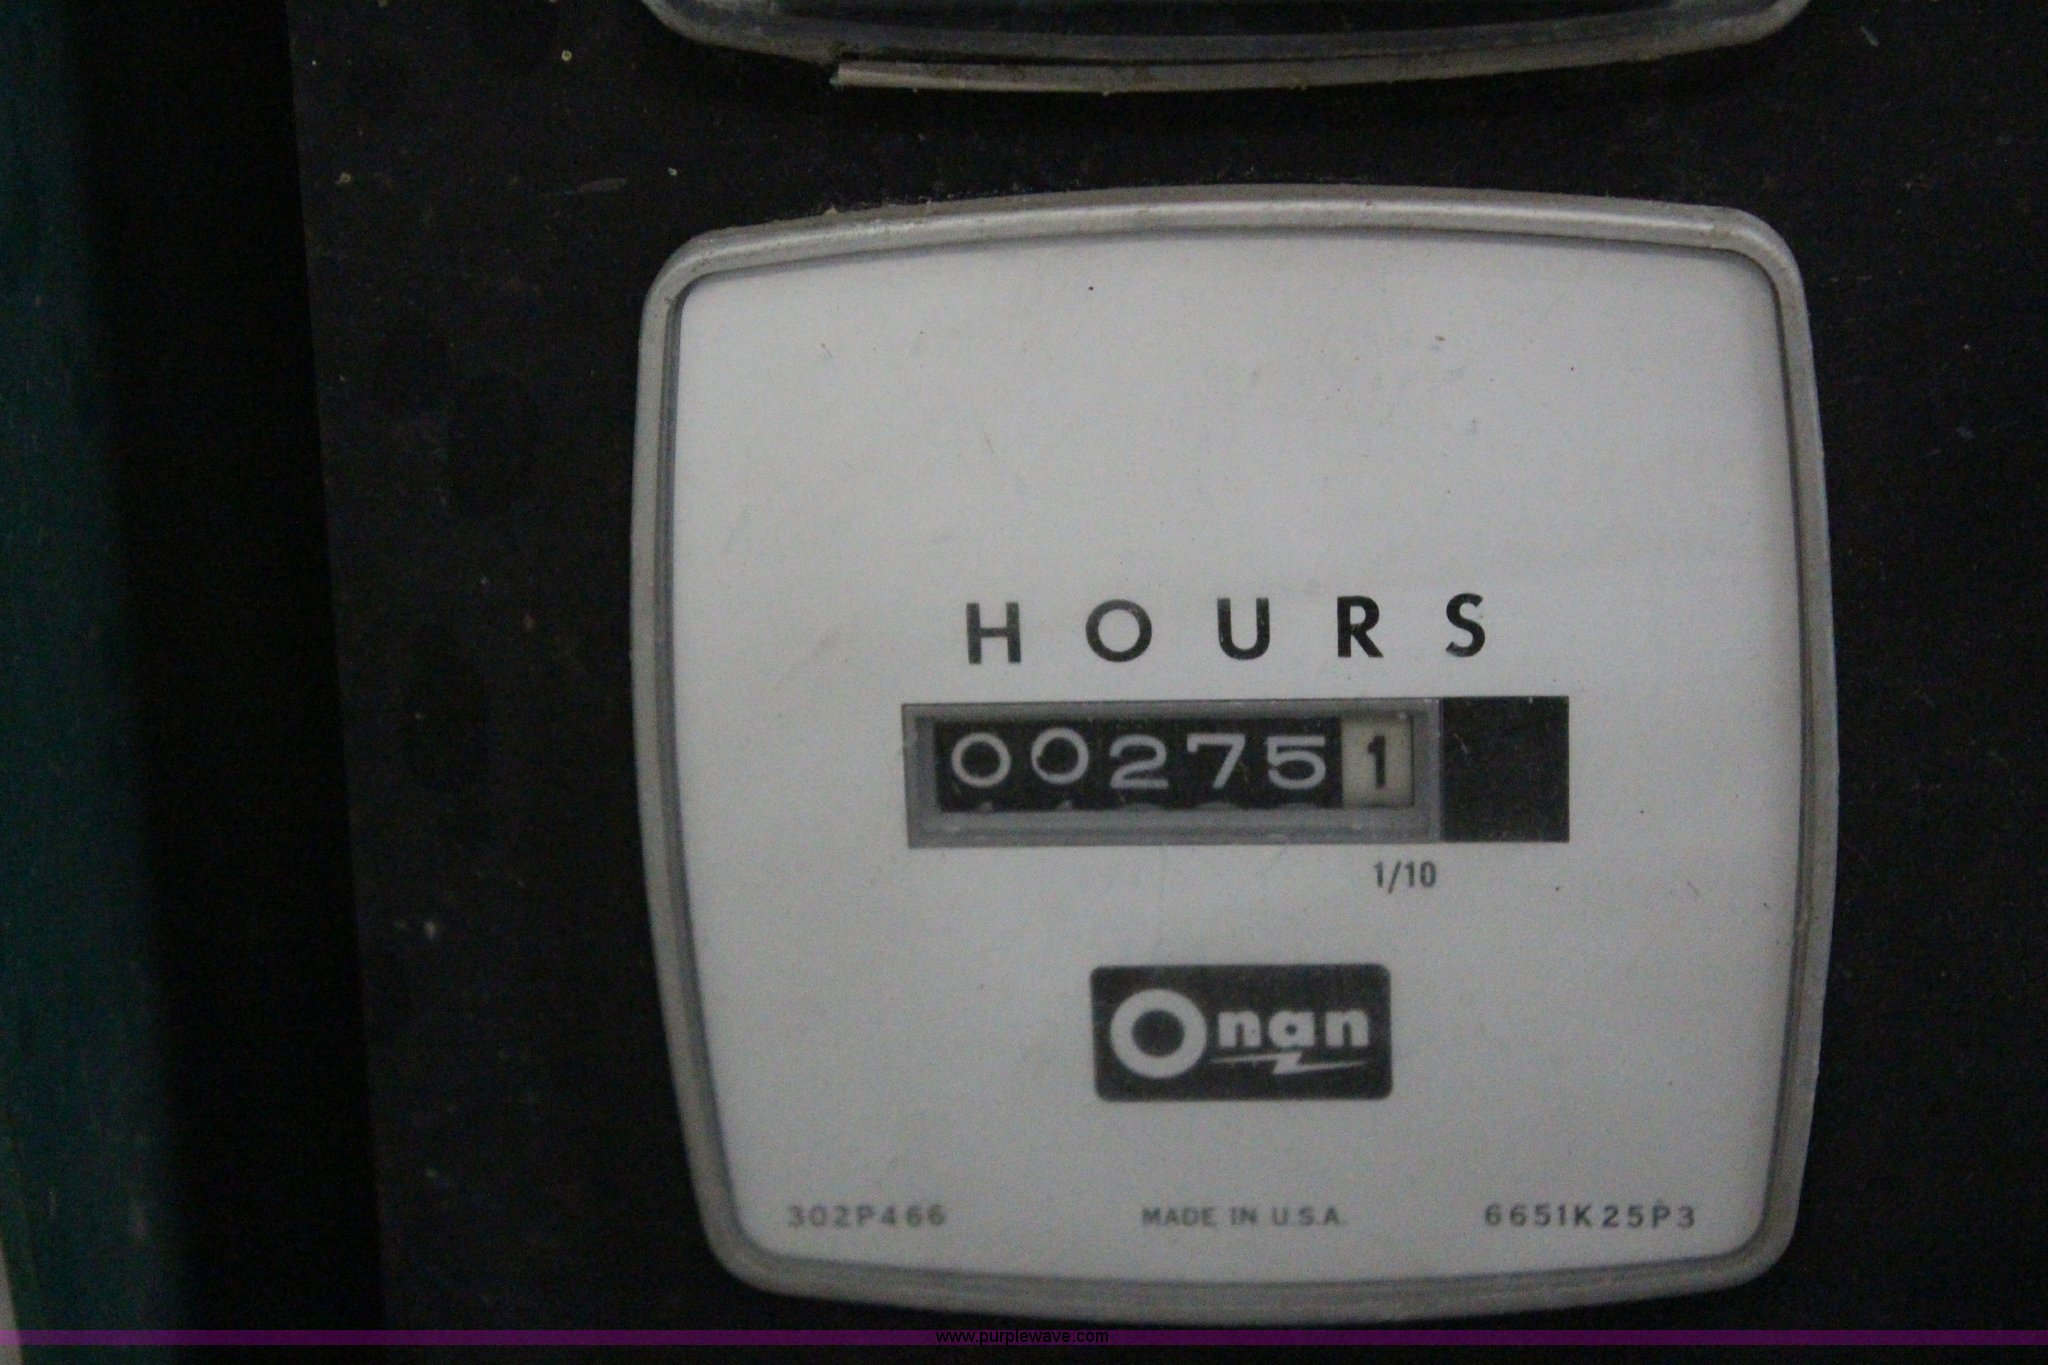 HOURS
002751
1/10
Onan
302P466 MADE IN U.S.A. 6651K25P3
www.purplewave.com